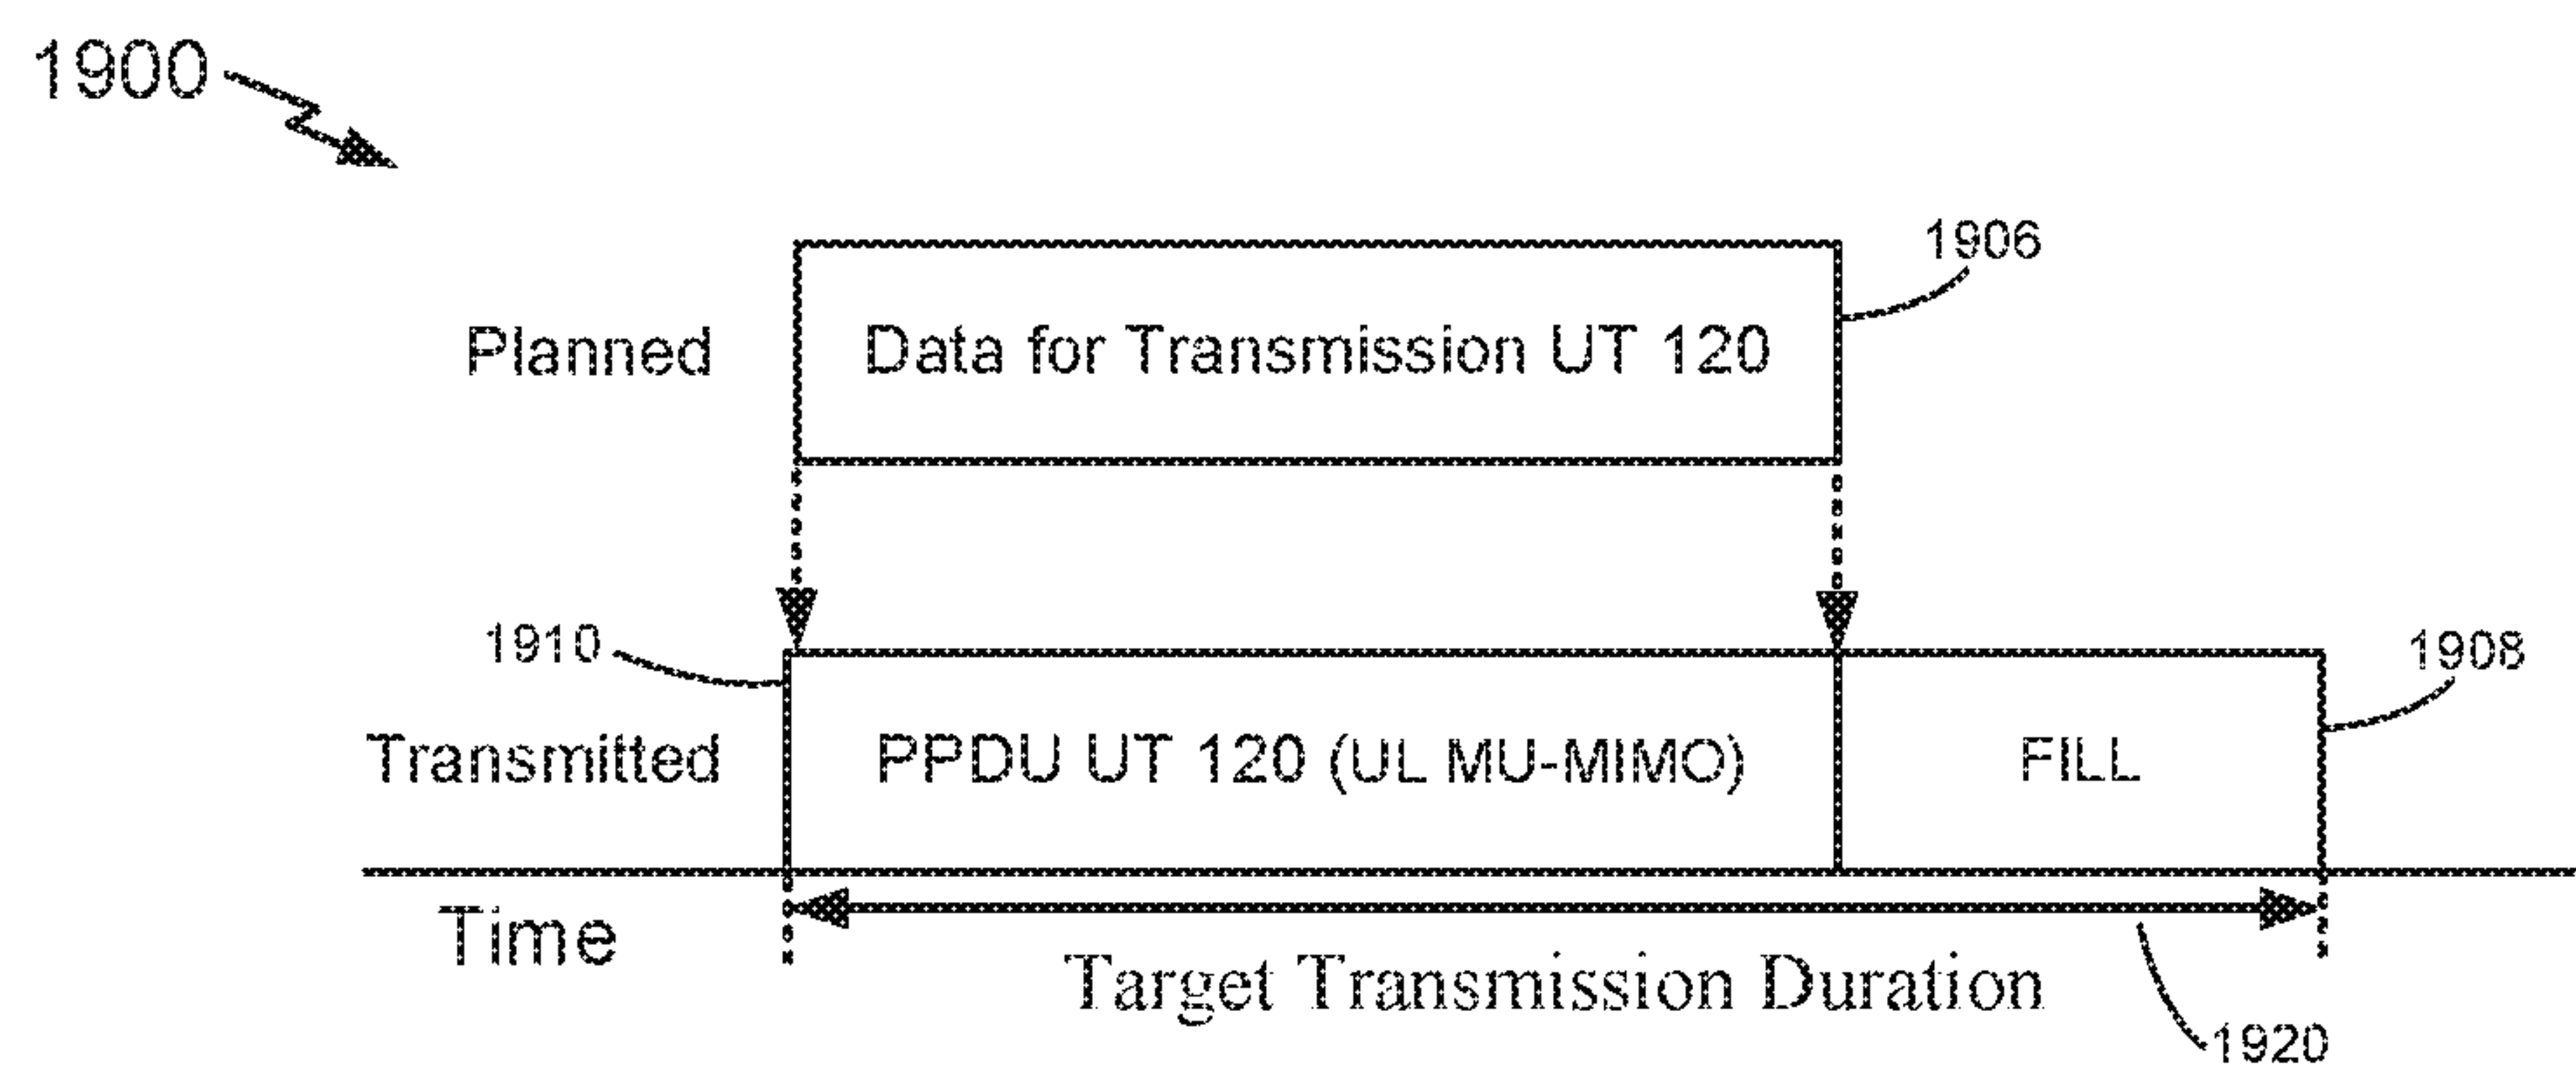 1900
1906
Planned
Data for Transmission UT 120
1910
1908
Transmitted
PPDU UT 120 (UL MU-MIMO)
FILL
Time
Target Transmission Duration
1920